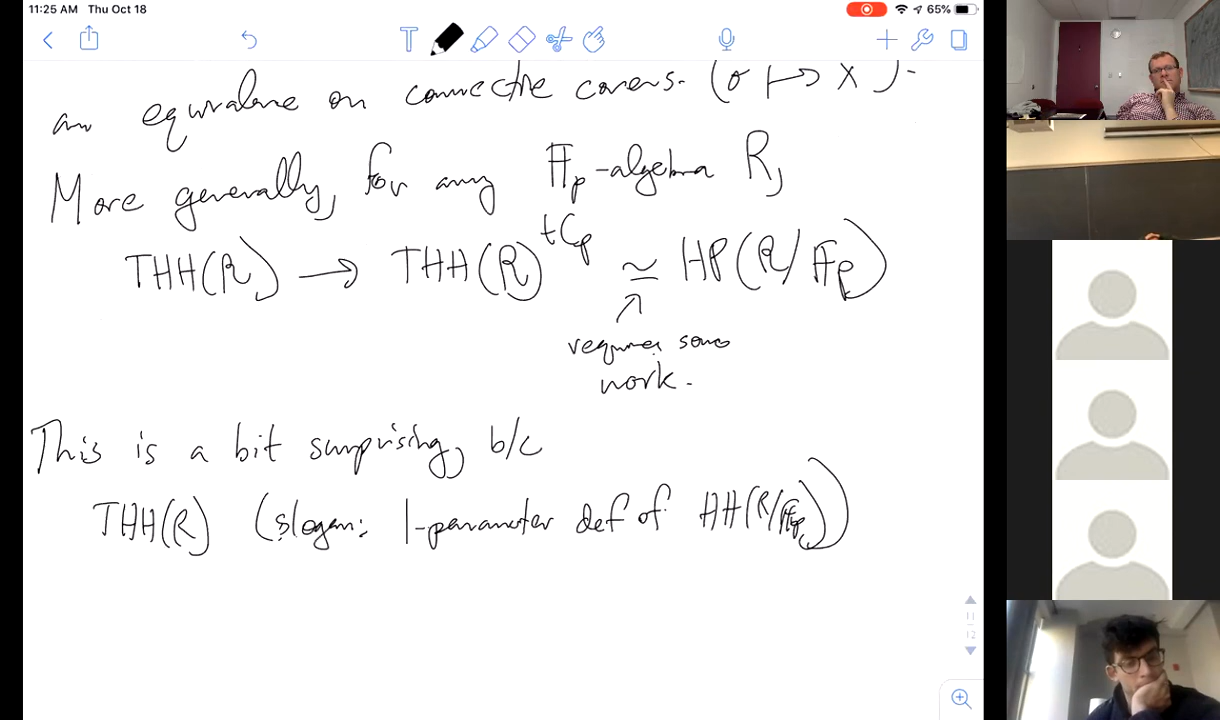 11:25 AM Thu Oct 18
65%
T
an equivalence on connective covers. (σ ↦ x).
More generally, for any 𝔽p-algebra R,
THH(R) → THH(R)^{tCp} ≃ HP(R/𝔽p)
↑
requires some
work.
This is a bit surprising, b/c
THH(R) (slogan: 1-parameter def of HH(R/𝔽p))
11
12